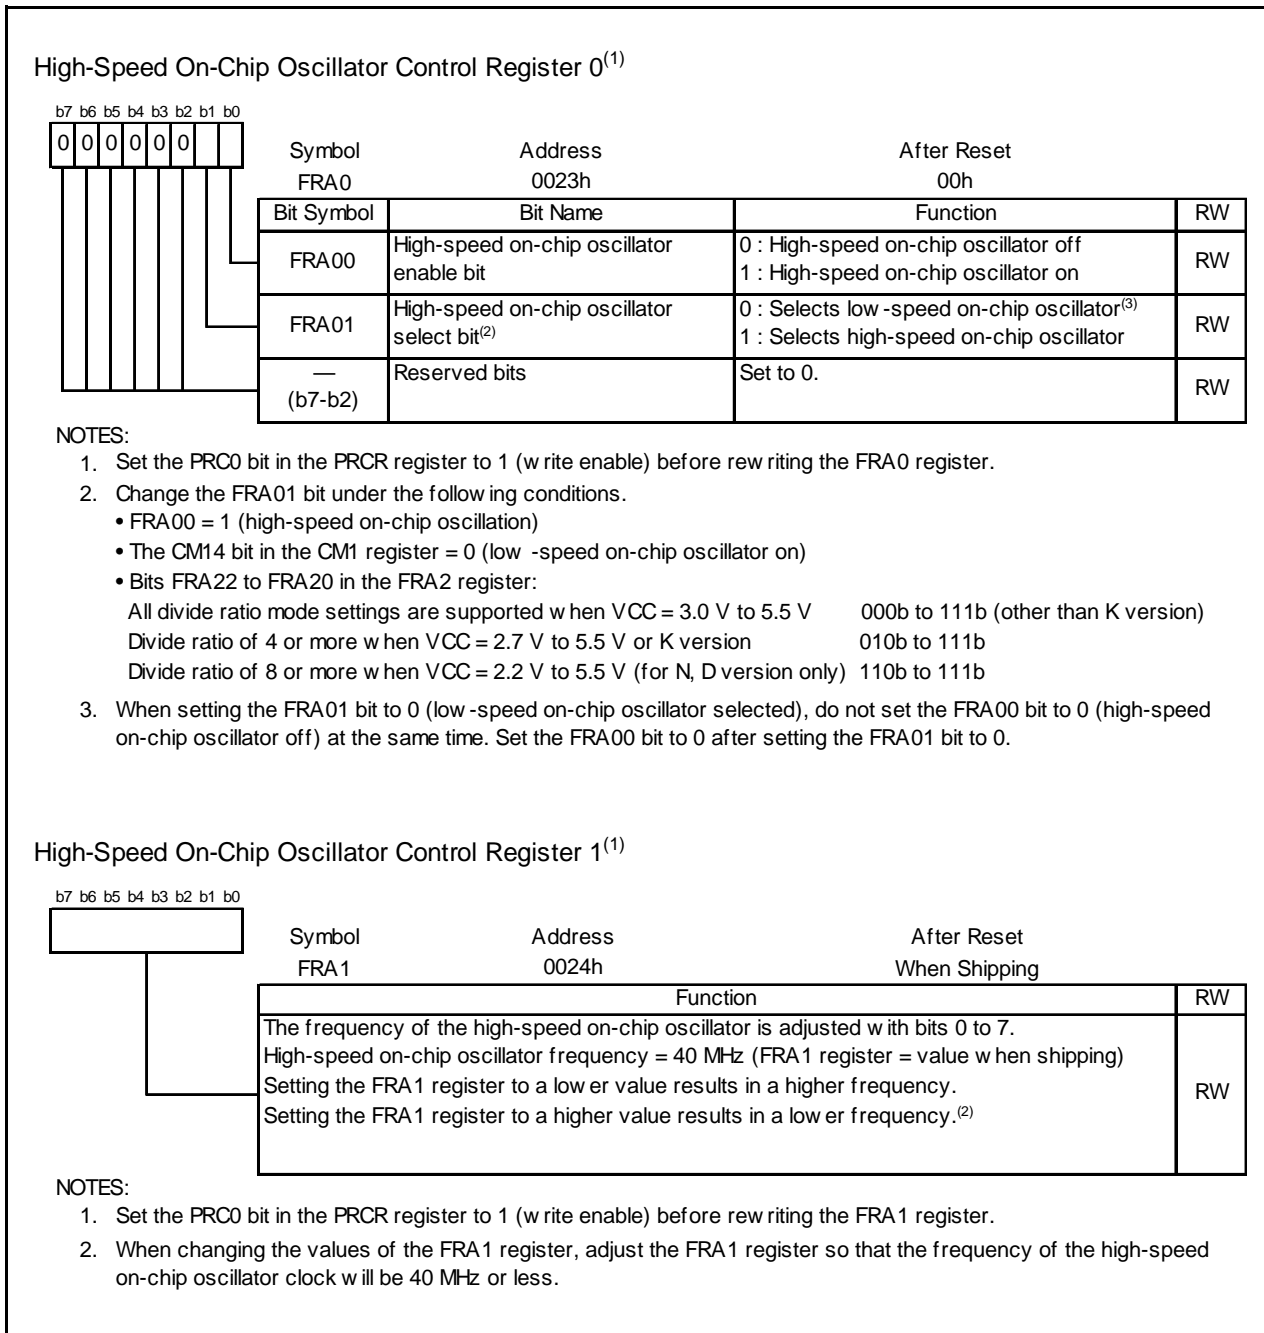 High-Speed On-Chip Oscillator Control Register 0(1)
b7 b6 b5 b4 b3 b2 b1 b0
0 0 0 0 0 0
Symbol Address After Reset
FRA0 0023h 00h
Bit Symbol Bit Name Function RW
FRA00 High-speed on-chip oscillator enable bit 0 : High-speed on-chip oscillator off
1 : High-speed on-chip oscillator on RW
FRA01 High-speed on-chip oscillator select bit(2) 0 : Selects low-speed on-chip oscillator(3)
1 : Selects high-speed on-chip oscillator RW
— (b7-b2) Reserved bits Set to 0. RW
NOTES:
1. Set the PRC0 bit in the PRCR register to 1 (write enable) before rewriting the FRA0 register.
2. Change the FRA01 bit under the following conditions.
• FRA00 = 1 (high-speed on-chip oscillation)
• The CM14 bit in the CM1 register = 0 (low-speed on-chip oscillator on)
• Bits FRA22 to FRA20 in the FRA2 register:
All divide ratio mode settings are supported when VCC = 3.0 V to 5.5 V 000b to 111b (other than K version)
Divide ratio of 4 or more when VCC = 2.7 V to 5.5 V or K version 010b to 111b
Divide ratio of 8 or more when VCC = 2.2 V to 5.5 V (for N, D version only) 110b to 111b
3. When setting the FRA01 bit to 0 (low-speed on-chip oscillator selected), do not set the FRA00 bit to 0 (high-speed
on-chip oscillator off) at the same time. Set the FRA00 bit to 0 after setting the FRA01 bit to 0.
High-Speed On-Chip Oscillator Control Register 1(1)
b7 b6 b5 b4 b3 b2 b1 b0
Symbol Address After Reset
FRA1 0024h When Shipping
Function RW
The frequency of the high-speed on-chip oscillator is adjusted with bits 0 to 7.
High-speed on-chip oscillator frequency = 40 MHz (FRA1 register = value when shipping)
Setting the FRA1 register to a lower value results in a higher frequency.
Setting the FRA1 register to a higher value results in a lower frequency.(2)
RW
NOTES:
1. Set the PRC0 bit in the PRCR register to 1 (write enable) before rewriting the FRA1 register.
2. When changing the values of the FRA1 register, adjust the FRA1 register so that the frequency of the high-speed
on-chip oscillator clock will be 40 MHz or less.